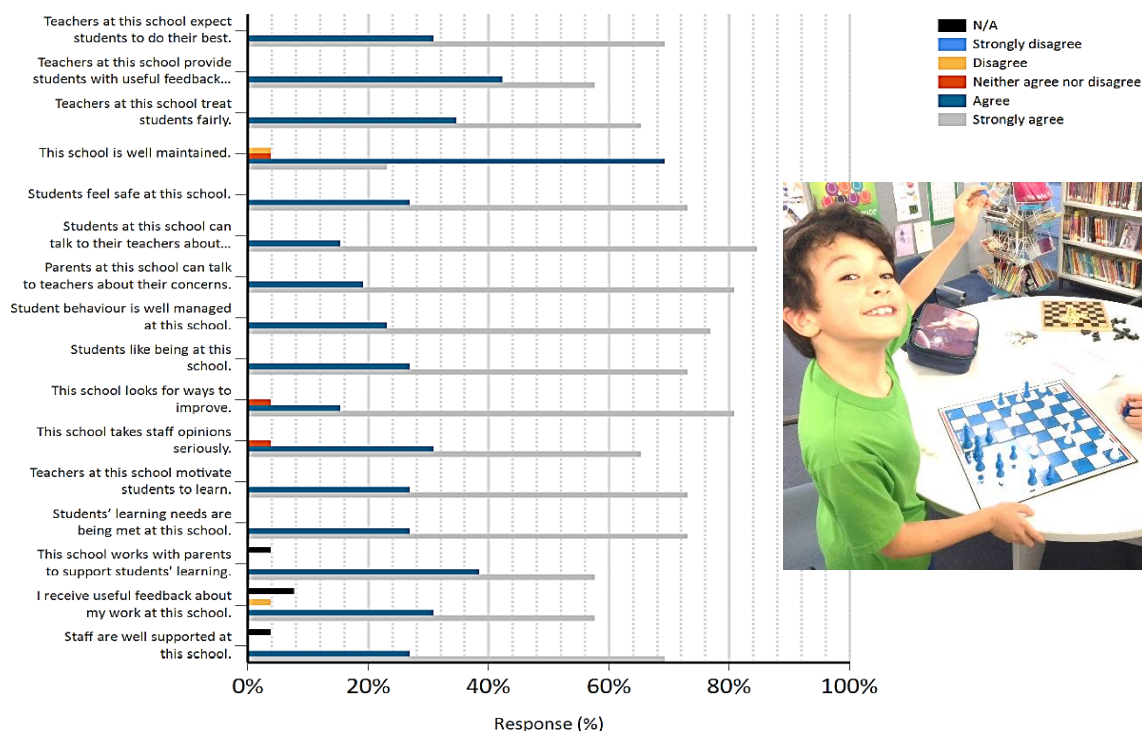 Teachers at this school expect
students to do their best.
Teachers at this school provide
students with useful feedback...
Teachers at this school treat
students fairly.
This school is well maintained.
Students feel safe at this school.
Students at this school can
talk to their teachers about...
Parents at this school can talk
to teachers about their concerns.
Student behaviour is well managed
at this school.
Students like being at this
school.
This school looks for ways to
improve.
This school takes staff opinions
seriously.
Teachers at this school motivate
students to learn.
Students' learning needs are
being met at this school.
This school works with parents
to support students' learning.
I receive useful feedback about
my work at this school.
Staff are well supported at
this school.
0% 20% 40% 60% 80% 100%
Response (%)
N/A
Strongly disagree
Disagree
Neither agree nor disagree
Agree
Strongly agree